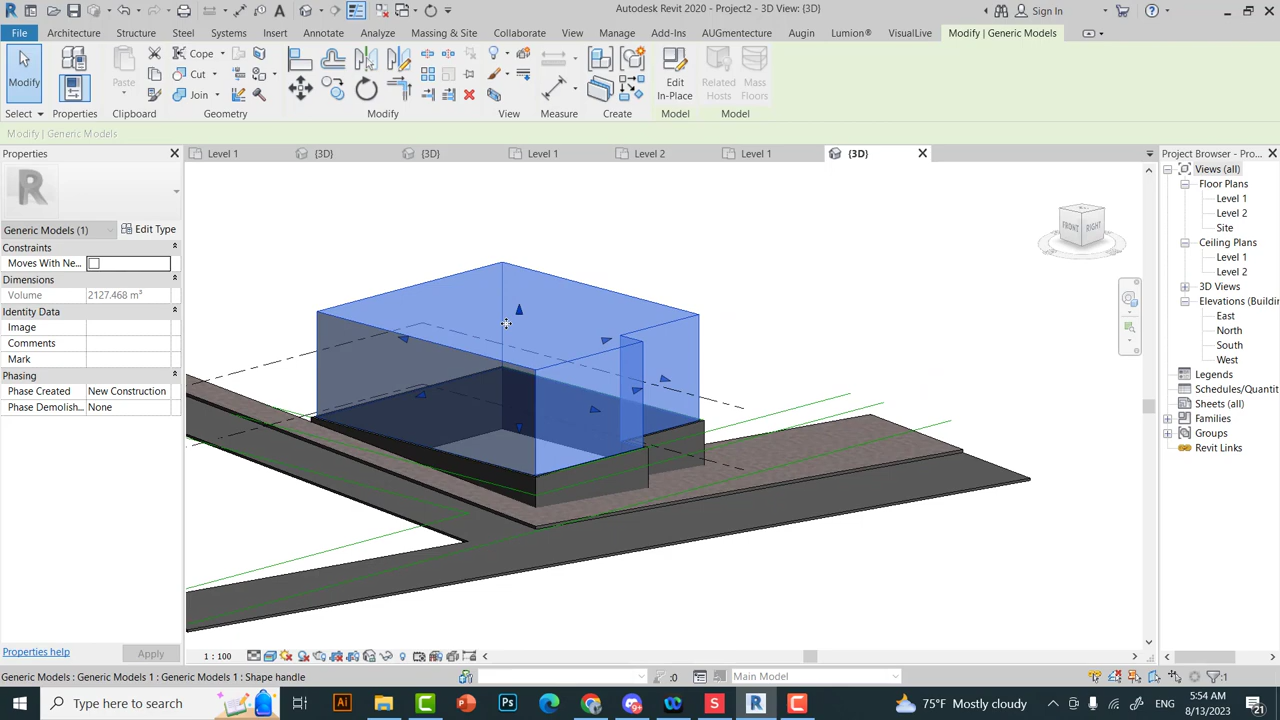 Autodesk Revit 2020 - Project2 - 3D View: {3D}
Sign In
File
Architecture
Structure
Steel
Systems
Insert
Annotate
Analyze
Massing & Site
Collaborate
View
Manage
Add-Ins
AUGmentecture
Augin
Lumion®
VisualLive
Modify | Generic Models
Modify
Cope
Cut
Join
Paste
Edit
In-Place
Related
Hosts
Mass
Floors
Select
Properties
Clipboard
Geometry
Modify
View
Measure
Create
Model
Model
Modify | Generic Models
Properties
Level 1
{3D}
{3D}
Level 1
Level 2
Level 1
{3D}
Project Browser - Pro...
Generic Models (1)
Edit Type
Constraints
Moves With Ne...
Dimensions
Volume
2127.468 m³
Identity Data
Image
Comments
Mark
Phasing
Phase Created
New Construction
Phase Demolish...
None
Properties help
Apply
FRONT
RIGHT
Views (all)
Floor Plans
Level 1
Level 2
Site
Ceiling Plans
Level 1
Level 2
3D Views
Elevations (Buildin
East
North
South
West
Legends
Schedules/Quantit
Sheets (all)
Families
Groups
Revit Links
1 : 100
Generic Models : Generic Models 1 : Generic Models 1 : Shape handle
:0
Main Model
:1
Type here to search
75°F Mostly cloudy
5:54 AM
8/13/2023
21